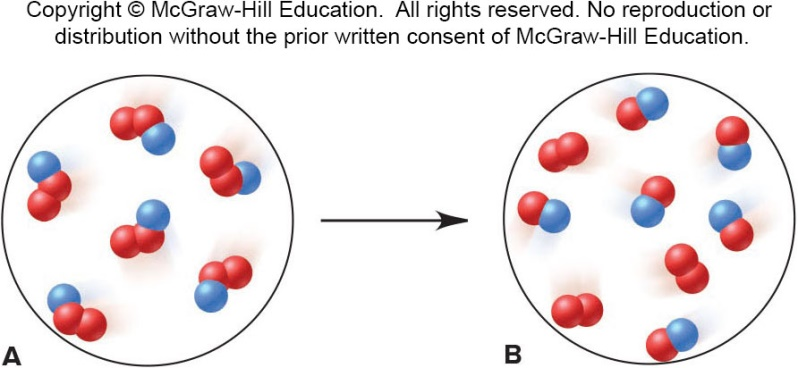 Copyright © McGraw-Hill Education.  All rights reserved. No reproduction or
distribution without the prior written consent of McGraw-Hill Education.
A
B